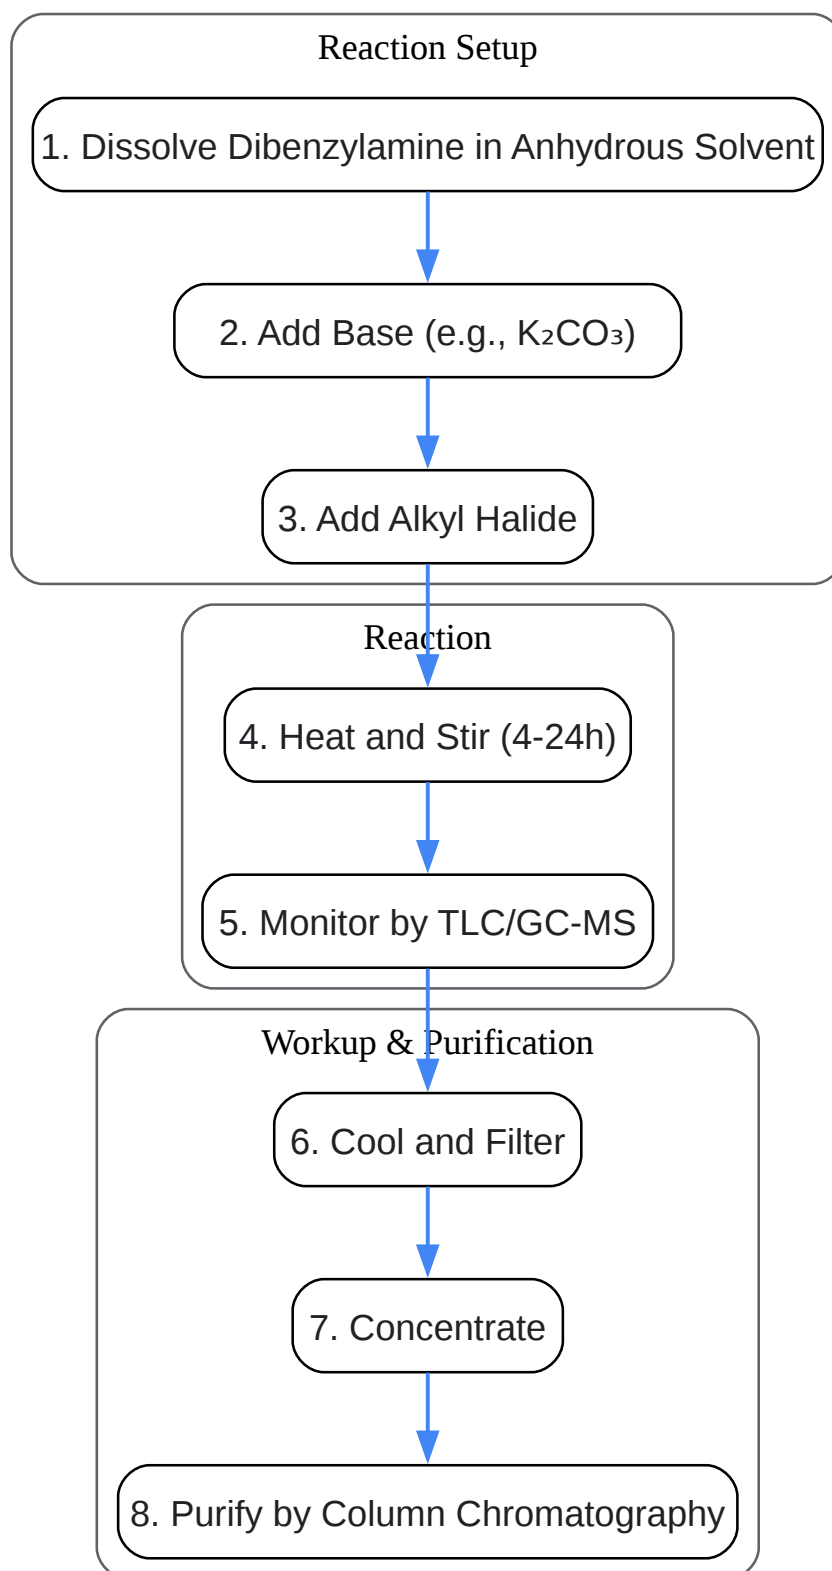 Reaction Setup
1. Dissolve Dibenzylamine in Anhydrous Solvent
2. Add Base (e.g., K₂CO₃)
3. Add Alkyl Halide
Reaction
4. Heat and Stir (4-24h)
5. Monitor by TLC/GC-MS
Workup & Purification
6. Cool and Filter
7. Concentrate
8. Purify by Column Chromatography